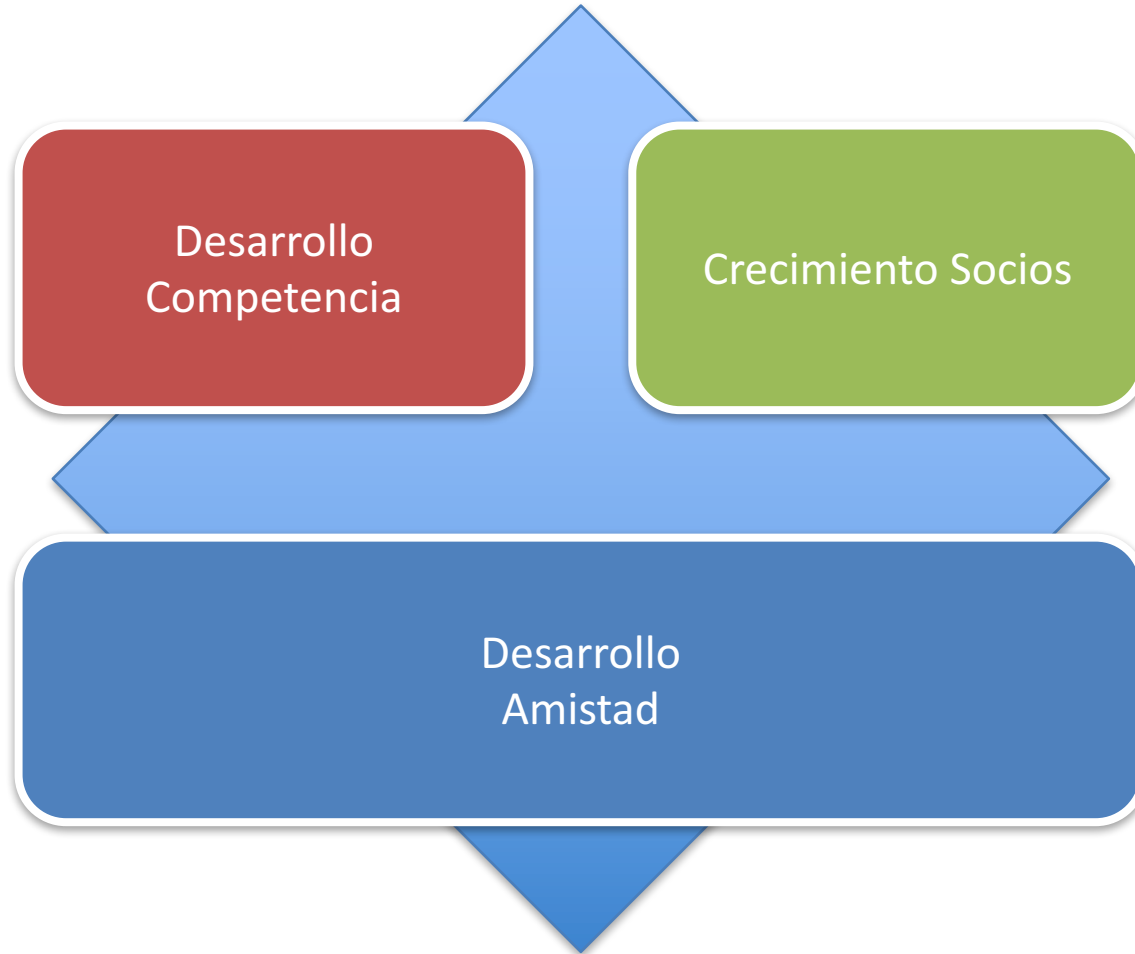 Desarrollo
Competencia
Crecimiento Socios
Desarrollo
Amistad